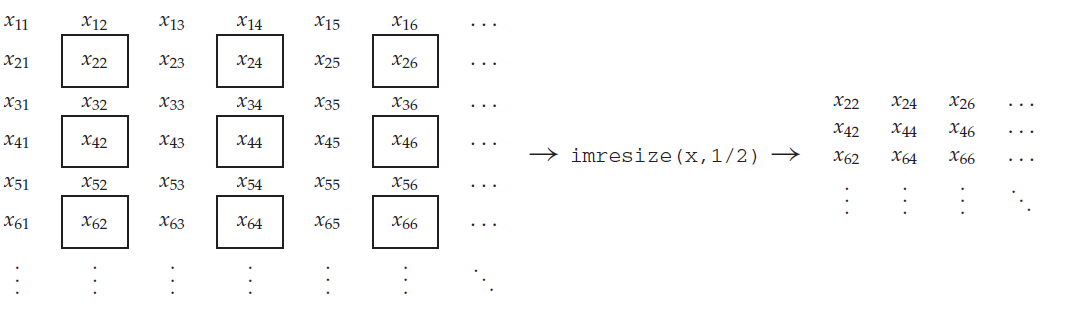 x11 x12 x13 x14 x15 x16 ...
x21 x22 x23 x24 x25 x26 ...
x31 x32 x33 x34 x35 x36 ...
x41 x42 x43 x44 x45 x46 ...
x51 x52 x53 x54 x55 x56 ...
x61 x62 x63 x64 x65 x66 ...
⋮ ⋮ ⋮ ⋮ ⋮ ⋮ ⋱
→ imresize(x,1/2) →
x22 x24 x26 ...
x42 x44 x46 ...
x62 x64 x66 ...
⋮ ⋮ ⋮ ⋱